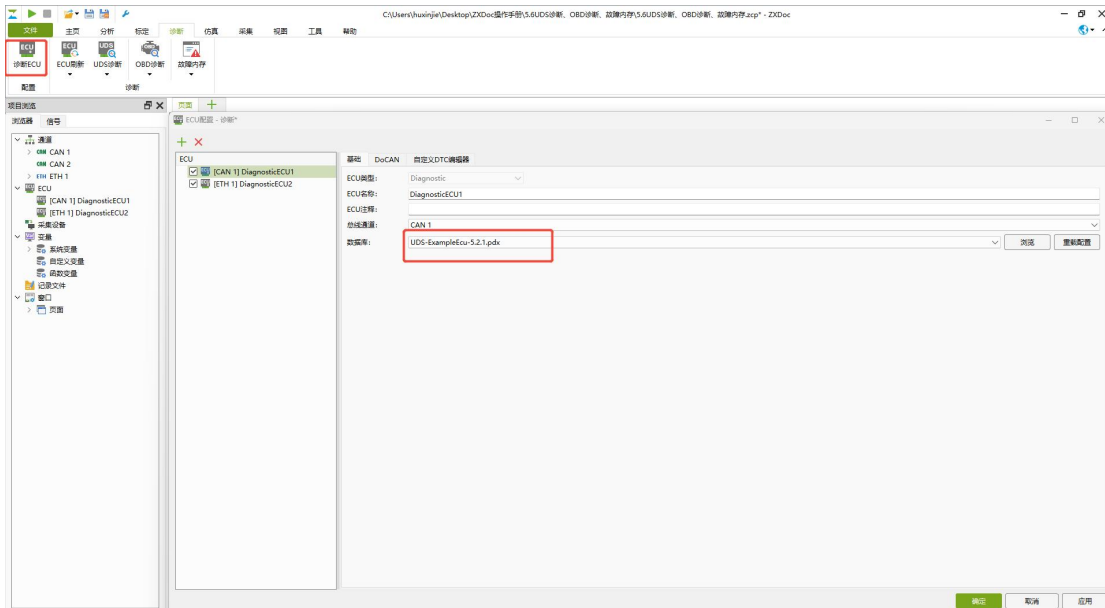 C:\Users\huxinjie\Desktop\ZXDoc操作手册\5.6UDS诊断、OBD诊断、故障内存\5.6UDS诊断、OBD诊断、故障内存.zcp* - ZXDoc
文件 主页 分析 标定 诊断 仿真 采集 视图 工具 帮助
诊断ECU ECU刷新 UDS诊断 OBD诊断 故障内存
配置 诊断
项目浏览 页面
浏览器 信号
通道
CAN CAN 1
CAN CAN 2
ETH ETH 1
ECU
[CAN 1] DiagnosticECU1
[ETH 1] DiagnosticECU2
采集设备
变量
系统变量
自定义变量
函数变量
记录文件
窗口
页面
ECU配置 - 诊断*
ECU
[CAN 1] DiagnosticECU1
[ETH 1] DiagnosticECU2
基础 DoCAN 自定义DTC编辑器
ECU类型: Diagnostic
ECU名称: DiagnosticECU1
ECU注释:
总线通道: CAN 1
数据库: UDS-ExampleEcu-5.2.1.pdx 浏览 重载配置
确定 取消 应用